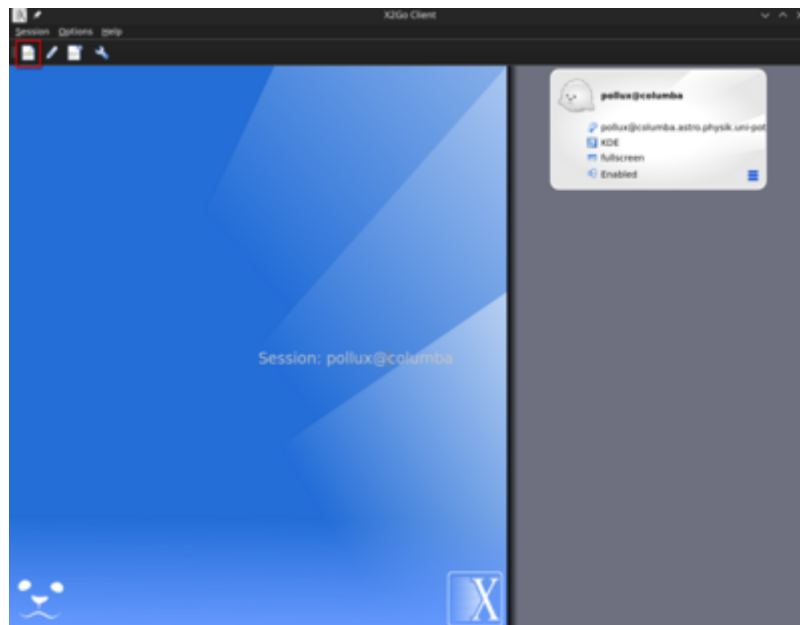 X2Go Client
Session Options Help
pollux@columba
pollux@columba.astro.physik.uni-pot
KDE
fullscreen
Enabled
Session: pollux@columba
X